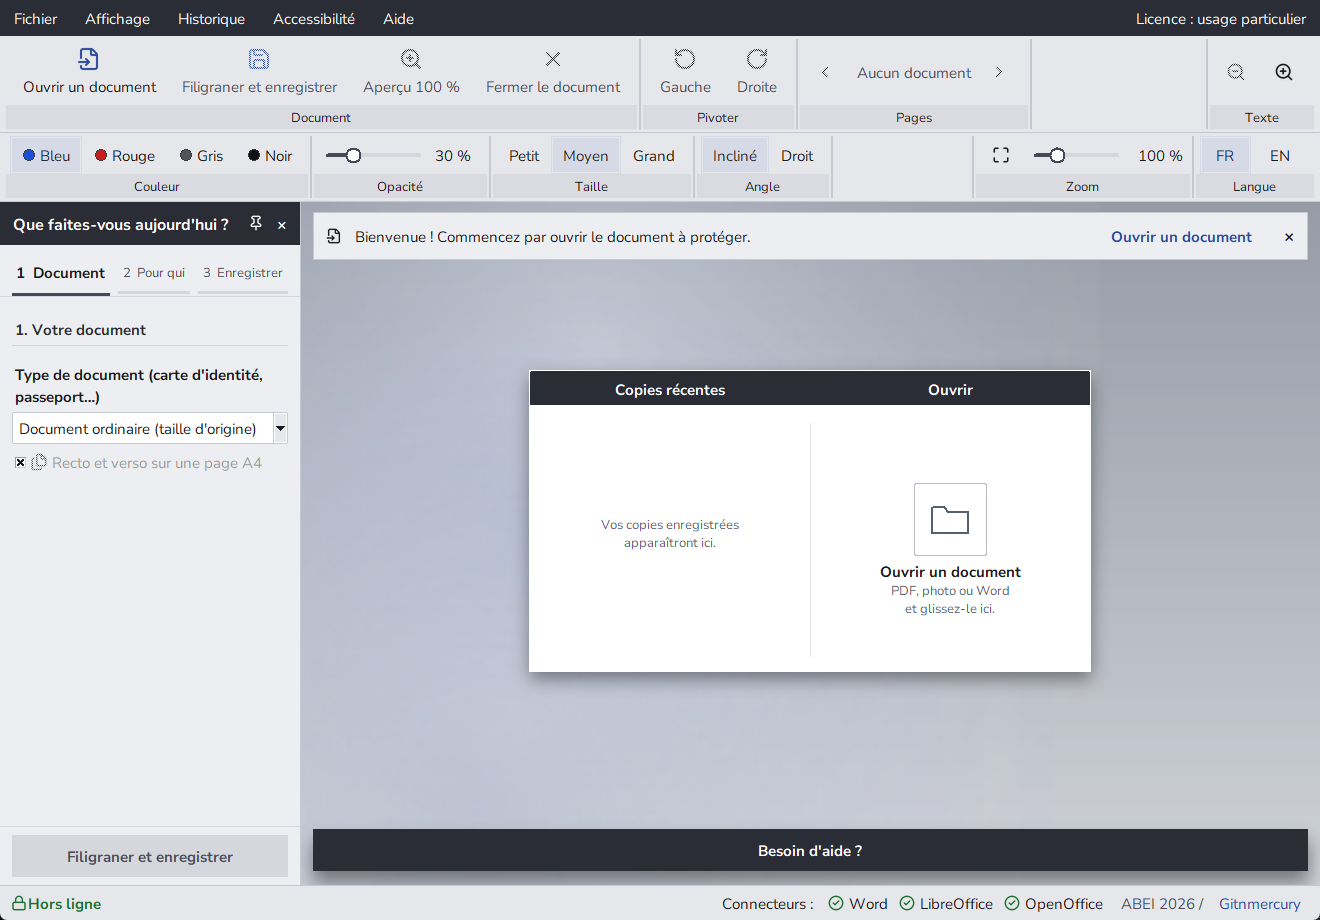 Fichier Affichage Historique Accessibilité Aide Licence : usage particulier
Ouvrir un document Filigraner et enregistrer Aperçu 100 % Fermer le document Gauche Droite Aucun document
Document Pivoter Pages Texte
Bleu Rouge Gris Noir 30 % Petit Moyen Grand Incliné Droit 100 % FR EN
Couleur Opacité Taille Angle Zoom Langue
Que faites-vous aujourd'hui ?
1 Document 2 Pour qui 3 Enregistrer
1. Votre document
Type de document (carte d'identité,
passeport...)
Document ordinaire (taille d'origine)
Recto et verso sur une page A4
Filigraner et enregistrer
Bienvenue ! Commencez par ouvrir le document à protéger. Ouvrir un document
Copies récentes Ouvrir
Vos copies enregistrées
apparaîtront ici.
Ouvrir un document
PDF, photo ou Word
et glissez-le ici.
Besoin d'aide ?
Hors ligne Connecteurs : Word LibreOffice OpenOffice ABEI 2026 / Gitnmercury